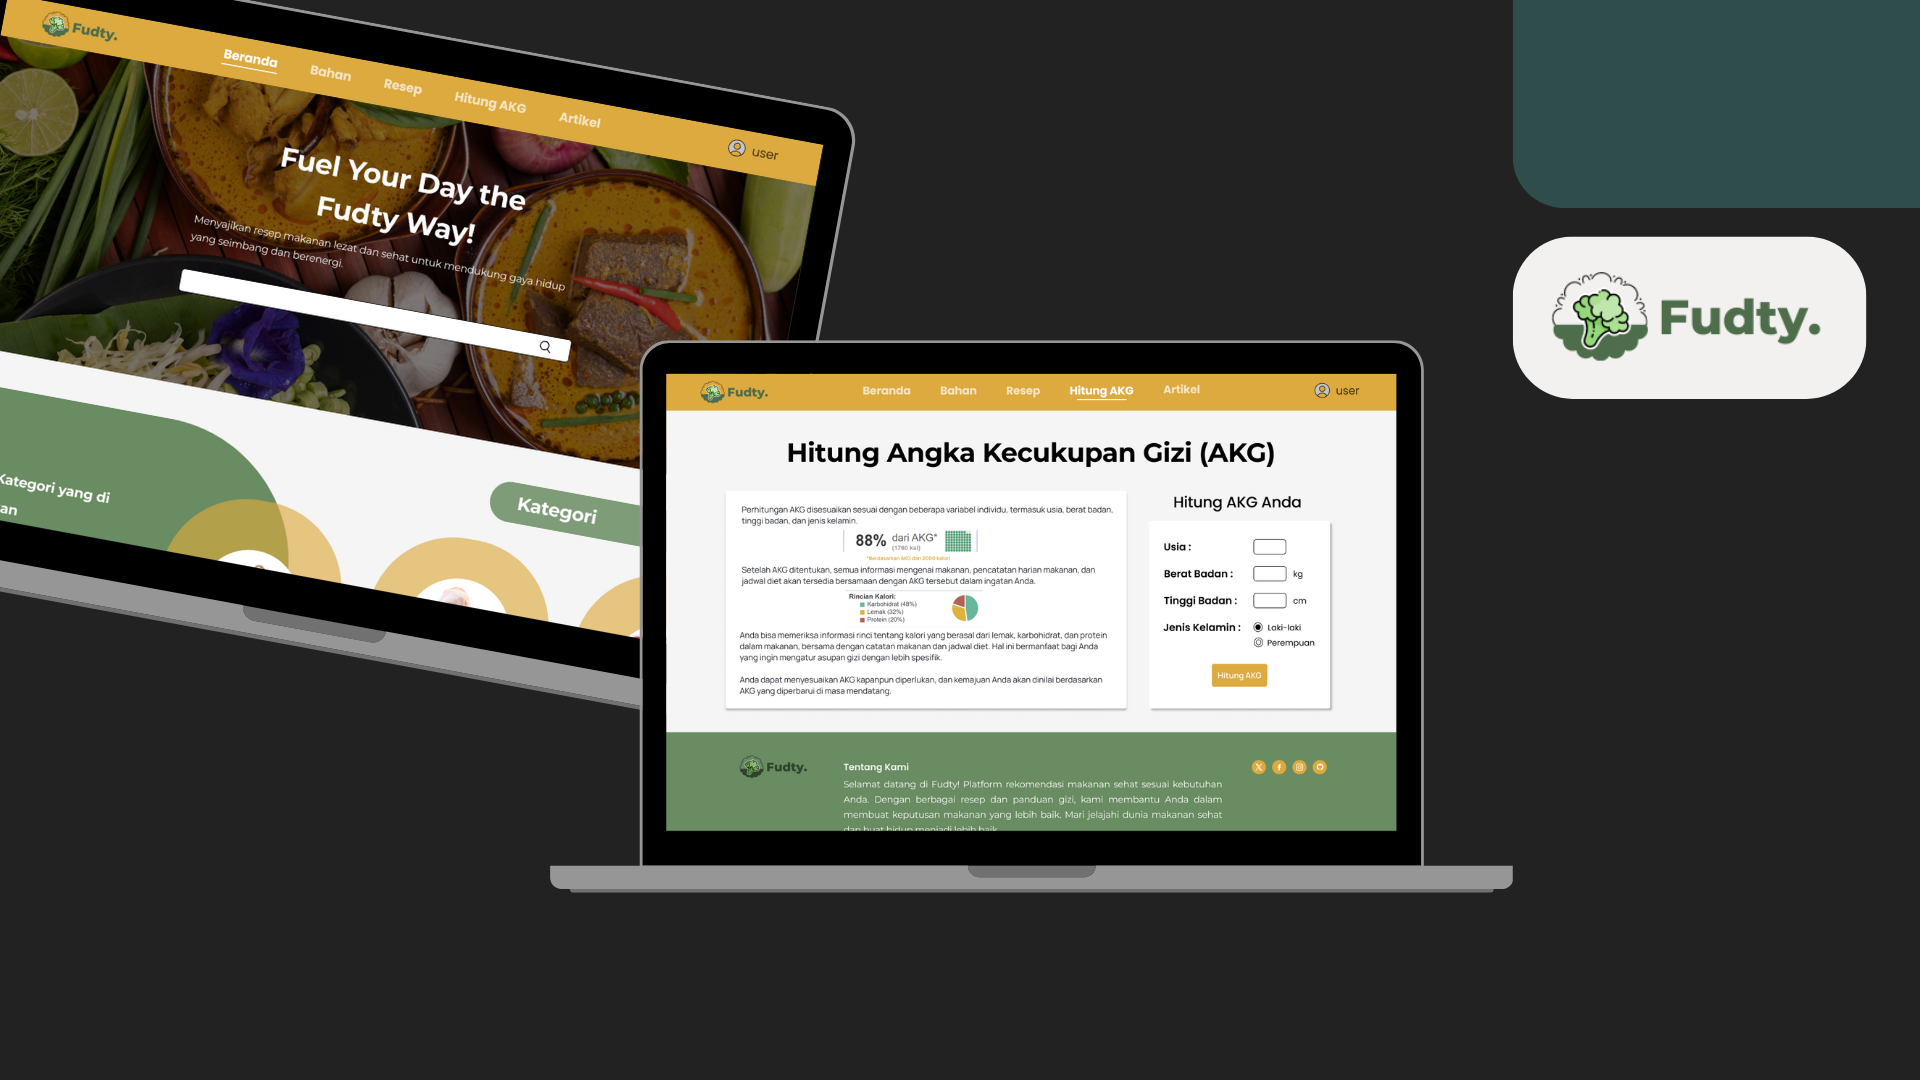 Fudty.
Beranda
Bahan
Resep
Hitung AKG
Artikel
user
Fuel Your Day the
Fudty Way!
Menyajikan resep makanan lezat dan sehat untuk mendukung gaya hidup
yang seimbang dan berenergi.
Kategori yang di
an
Kategori
Fudty.
Fudty.
Beranda
Bahan
Resep
Hitung AKG
Artikel
user
Hitung Angka Kecukupan Gizi (AKG)
Perhitungan AKG disesuaikan sesuai dengan beberapa variabel individu, termasuk usia, berat badan,
tinggi badan, dan jenis kelamin.
88% dari AKG*
(1780 kal)
*Berdasarkan AKG dari 2000 kalori
Setelah AKG ditentukan, semua informasi mengenai makanan, pencatatan harian makanan, dan
jadwal diet akan tersedia bersamaan dengan AKG tersebut dalam ingatan Anda.
Rincian Kalori:
Karbohidrat (48%)
Lemak (32%)
Protein (20%)
Anda bisa memeriksa informasi rinci tentang kalori yang berasal dari lemak, karbohidrat, dan protein
dalam makanan, bersama dengan catatan makanan dan jadwal diet. Hal ini bermanfaat bagi Anda
yang ingin mengatur asupan gizi dengan lebih spesifik.
Anda dapat menyesuaikan AKG kapanpun diperlukan, dan kemajuan Anda akan dinilai berdasarkan
AKG yang diperbarui di masa mendatang.
Hitung AKG Anda
Usia :
Berat Badan : kg
Tinggi Badan : cm
Jenis Kelamin : Laki-laki
Perempuan
Hitung AKG
Fudty.
Tentang Kami
Selamat datang di Fudty! Platform rekomendasi makanan sehat sesuai kebutuhan
Anda. Dengan berbagai resep dan panduan gizi, kami membantu Anda dalam
membuat keputusan makanan yang lebih baik. Mari jelajahi dunia makanan sehat
dan buat hidup menjadi lebih baik.